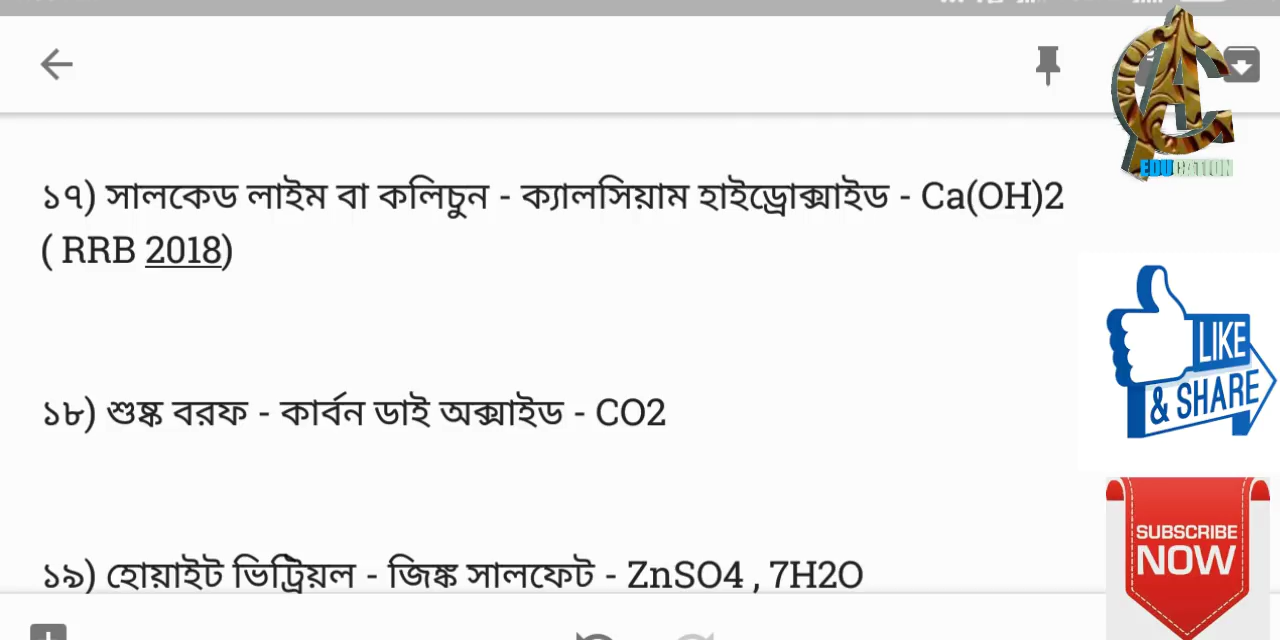 ১৭) সালকেড লাইম বা কলিচুন - ক্যালসিয়াম হাইড্রোক্সাইড - Ca(OH)2
( RRB 2018)
১৮) শুষ্ক বরফ - কার্বন ডাই অক্সাইড - CO2
১৯) হোয়াইট ভিট্রিয়ল - জিঙ্ক সালফেট - ZnSO4 , 7H2O
EDUCATION
LIKE
& SHARE
SUBSCRIBE
NOW